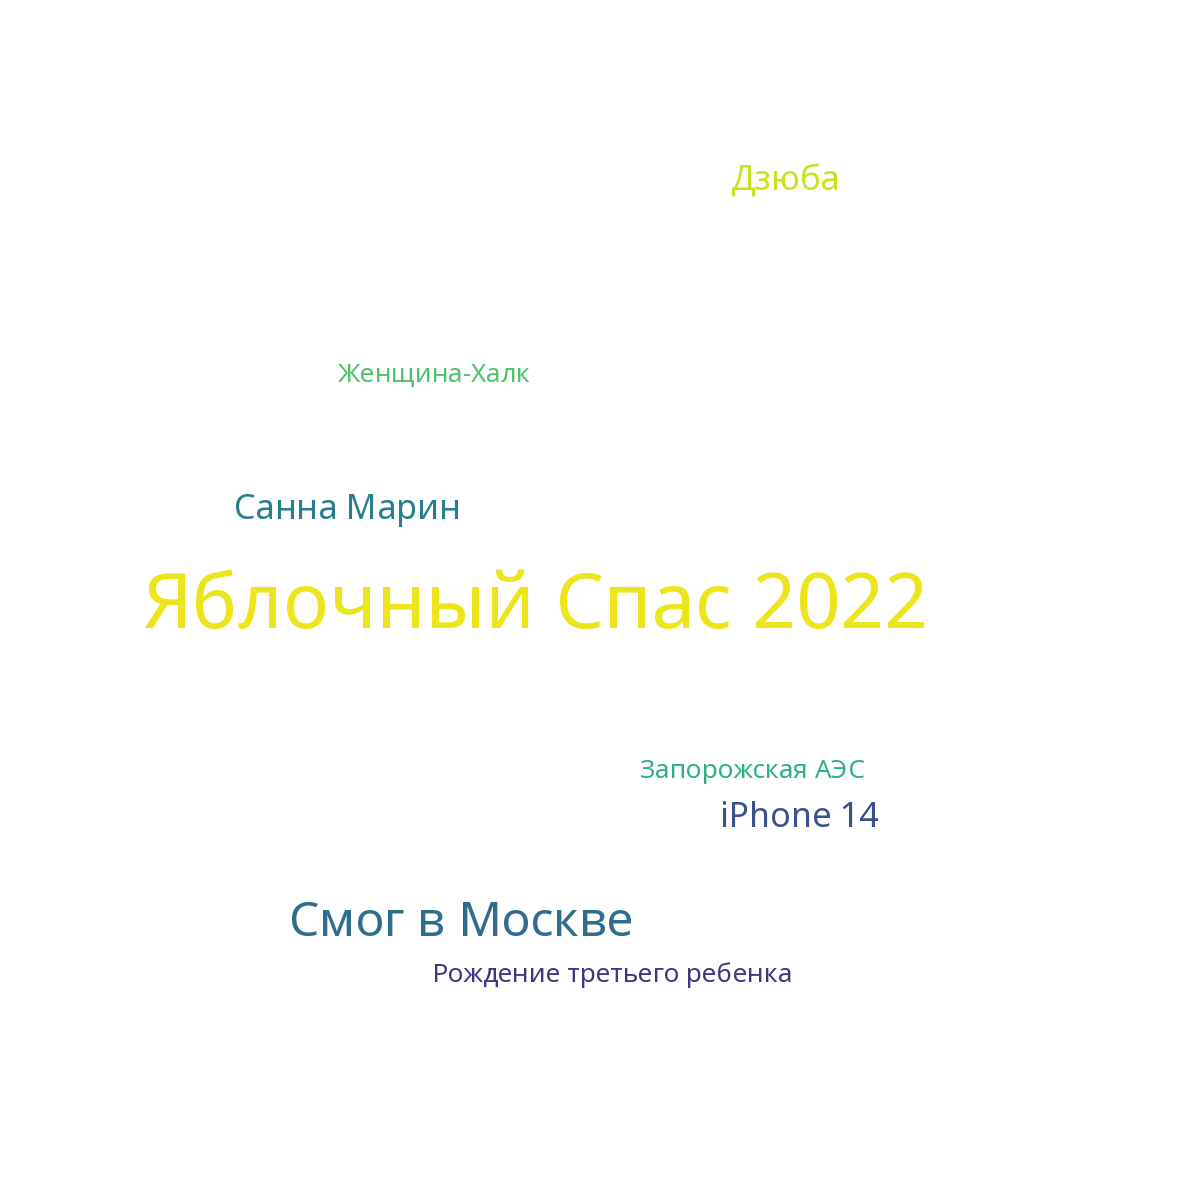 Дзюба
Женщина-Халк
Санна Марин
Яблочный Спас 2022
Запорожская АЭС
iPhone 14
Смог в Москве
Рождение третьего ребенка